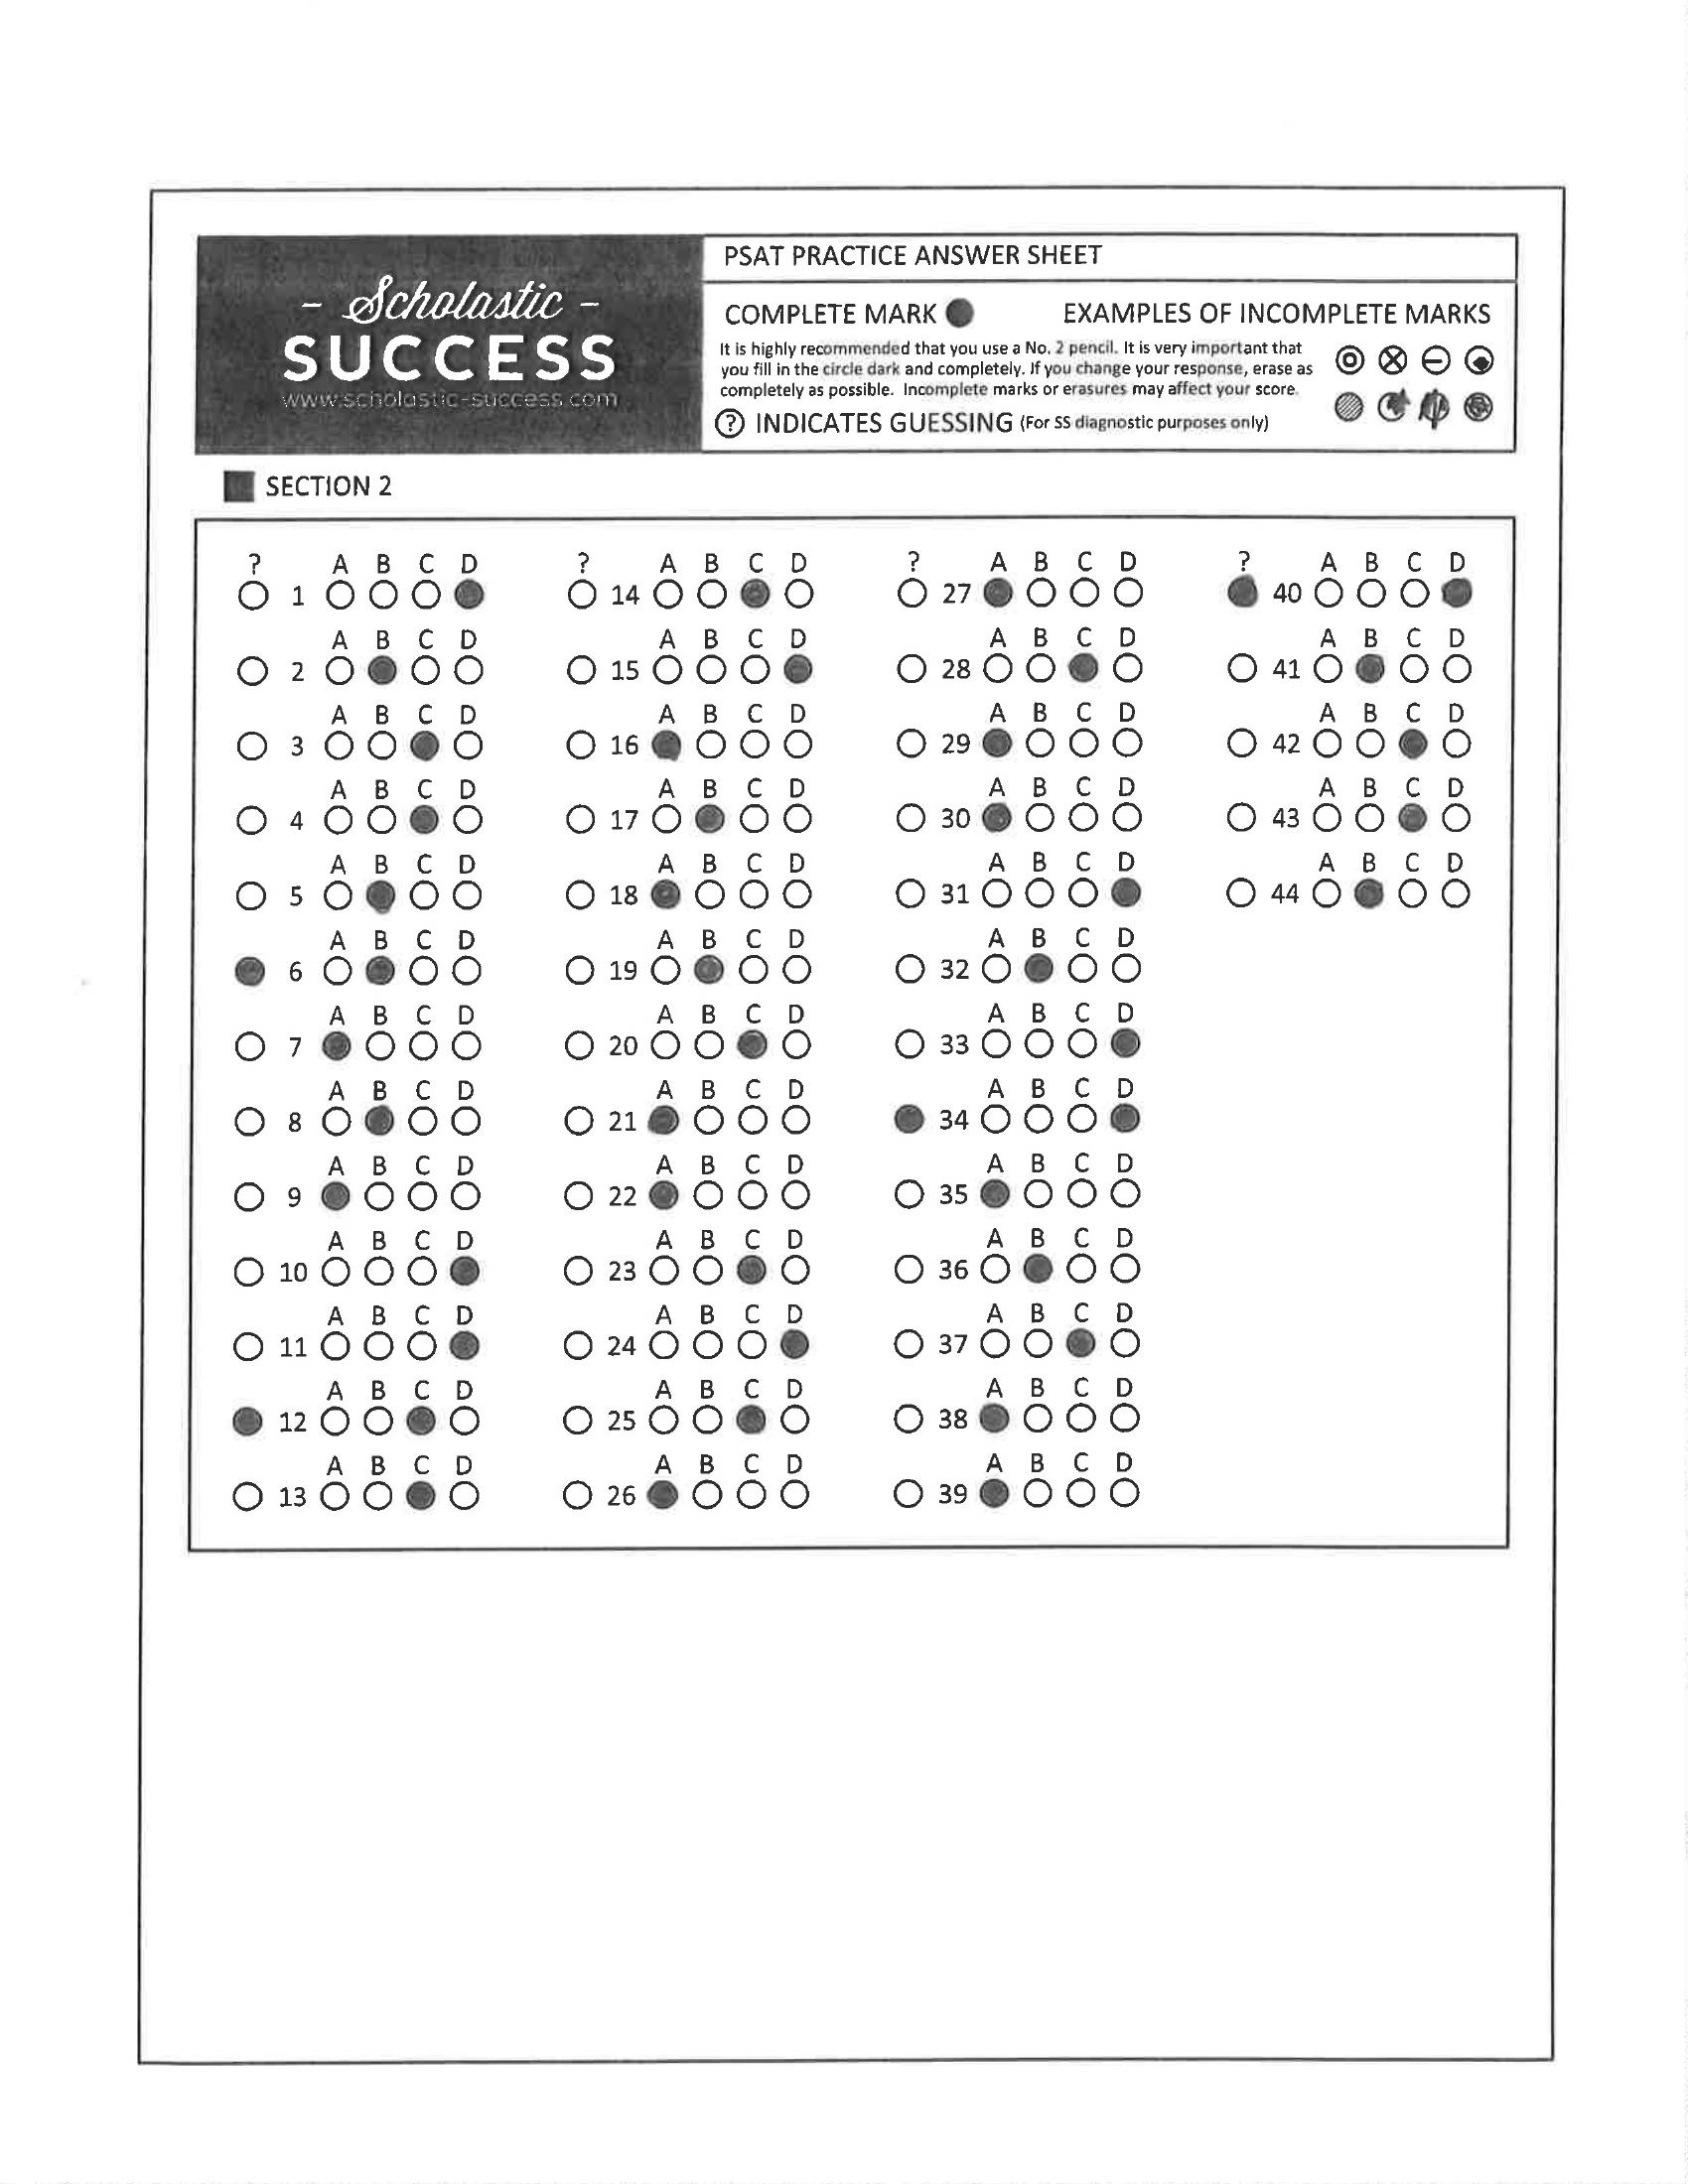 - Scholastic -
SUCCESS
www.scholastic-success.com
PSAT PRACTICE ANSWER SHEET
COMPLETE MARK EXAMPLES OF INCOMPLETE MARKS
It is highly recommended that you use a No. 2 pencil. It is very important that
you fill in the circle dark and completely. If you change your response, erase as
completely as possible. Incomplete marks or erasures may affect your score.
? INDICATES GUESSING (For SS diagnostic purposes only)
SECTION 2
? A B C D ? A B C D ? A B C D ? A B C D
1 14 27 40
A B C D A B C D A B C D A B C D
2 15 28 41
A B C D A B C D A B C D A B C D
3 16 29 42
A B C D A B C D A B C D A B C D
4 17 30 43
A B C D A B C D A B C D A B C D
5 18 31 44
A B C D A B C D A B C D
6 19 32
A B C D A B C D A B C D
7 20 33
A B C D A B C D A B C D
8 21 34
A B C D A B C D A B C D
9 22 35
A B C D A B C D A B C D
10 23 36
A B C D A B C D A B C D
11 24 37
A B C D A B C D A B C D
12 25 38
A B C D A B C D A B C D
13 26 39